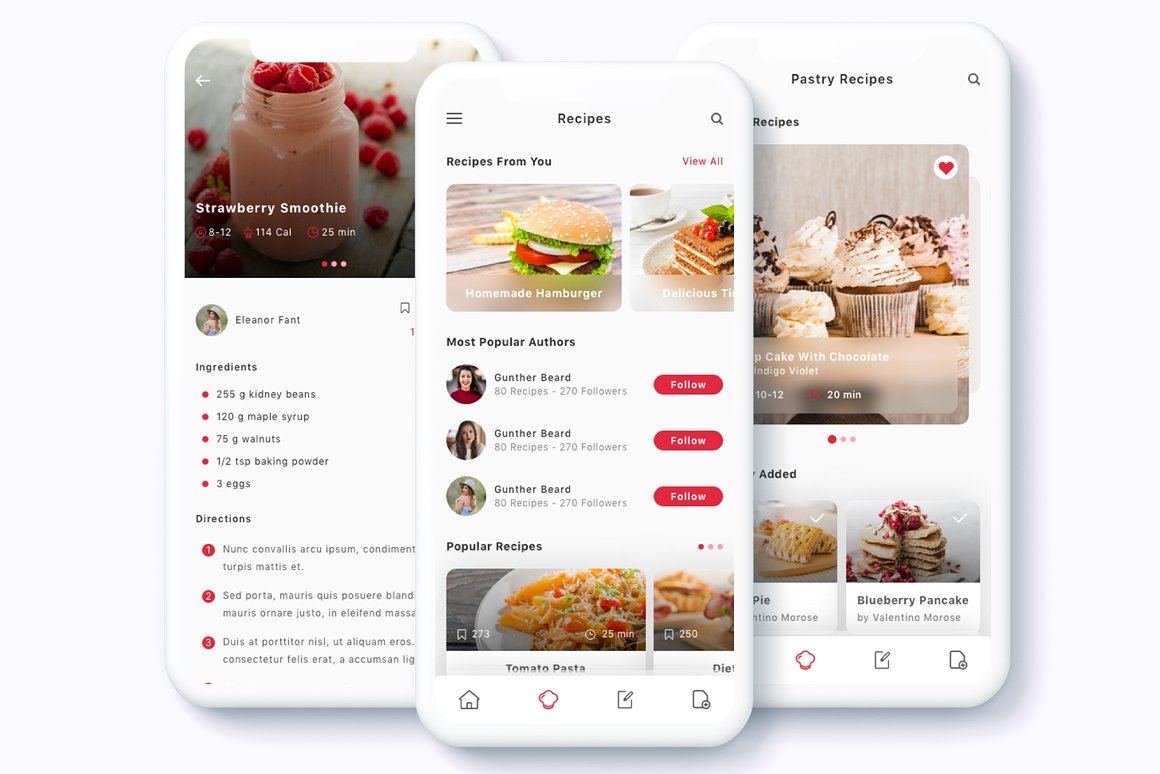 Strawberry Smoothie
8-12 114 Cal 25 min
Eleanor Fant
1
Ingredients
255 g kidney beans
120 g maple syrup
75 g walnuts
1/2 tsp baking powder
3 eggs
Directions
1 Nunc convallis arcu ipsum, condiment
turpis mattis et.
2 Sed porta, mauris quis posuere bland
mauris ornare justo, in eleifend massa
3 Duis at porttitor nisl, ut aliquam eros.
consectetur felis erat, a accumsan lig
Recipes
Recipes From You View All
Homemade Hamburger
Delicious Ti
Most Popular Authors
Gunther Beard
80 Recipes - 270 Followers
Follow
Gunther Beard
80 Recipes - 270 Followers
Follow
Gunther Beard
80 Recipes - 270 Followers
Follow
Popular Recipes
273 25 min
250
Tomato Pasta
Diet
Pastry Recipes
Recipes
p Cake With Chocolate
Indigo Violet
10-12 20 min
y Added
Pie
ntino Morose
Blueberry Pancake
by Valentino Morose